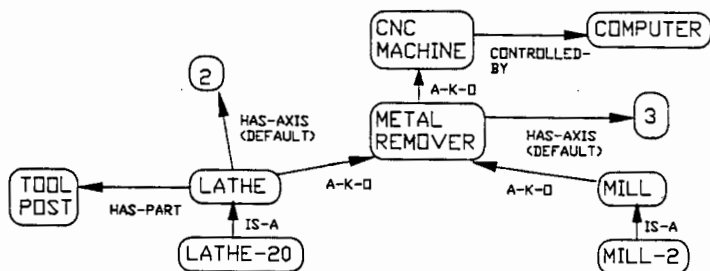 CNC
MACHINE
COMPUTER
CONTROLLED-
BY
2
A-K-O
HAS-AXIS
(DEFAULT)
METAL
REMOVER
HAS-AXIS
(DEFAULT)
3
TOOL
POST
HAS-PART
LATHE
A-K-O
A-K-O
MILL
IS-A
IS-A
LATHE-20
MILL-2